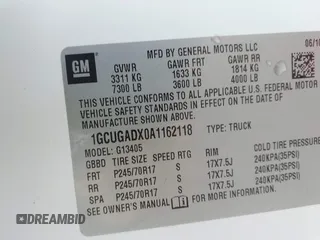 GM
MFD BY GENERAL MOTORS LLC
GVWR GAWR FRT GAWR RR
3311 KG 1633 KG 1814 KG
7300 LB 3600 LB 4000 LB
THIS VEHICLE CONFORMS TO ALL APPLICABLE U.S. FEDERAL MOTOR
VEHICLE SAFETY STANDARDS IN EFFECT ON THE DATE OF
MANUFACTURE SHOWN ABOVE.
1GCUGADX0A1162118 TYPE: TRUCK
MODEL: G13405
GBBD TIRE SIZE SPEED RTG RIM COLD TIRE
FRT P245/70R17 S 17X7.5J 240KPA(35PSI)
RR P245/70R17 S 17X7.5J 240KPA(35PSI)
SPA P245/70R17 S 17X7.5J 240KPA(35PSI)
SEE OWNER'S MANUAL FOR
DREAMBID